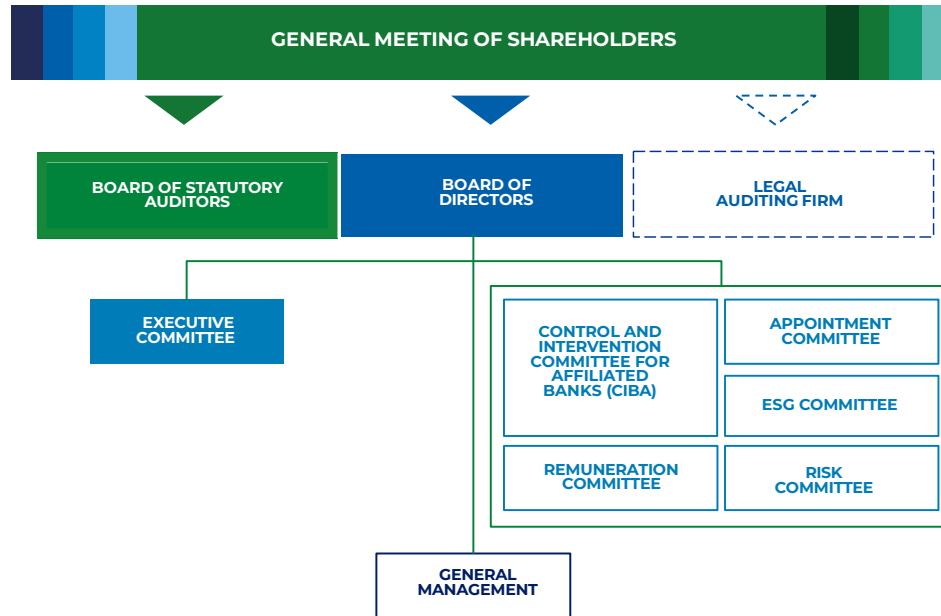 GENERAL MEETING OF SHAREHOLDERS
BOARD OF STATUTORY
AUDITORS
BOARD OF
DIRECTORS
LEGAL
AUDITING FIRM
EXECUTIVE
COMMITTEE
CONTROL AND
INTERVENTION
COMMITTEE FOR
AFFILIATED
BANKS (CIBA)
APPOINTMENT
COMMITTEE
ESG COMMITTEE
REMUNERATION
COMMITTEE
RISK
COMMITTEE
GENERAL
MANAGEMENT